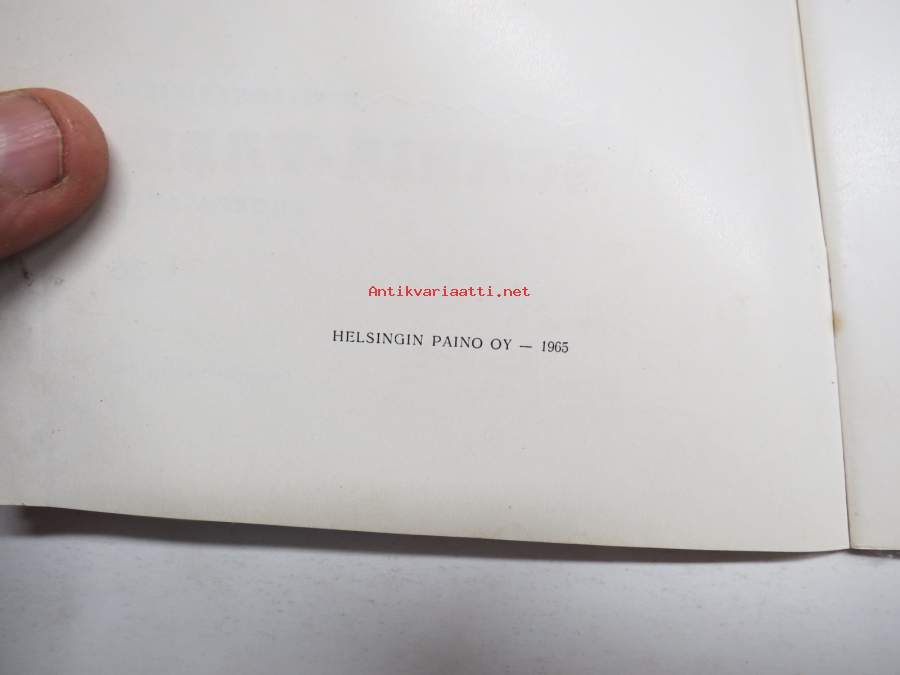 Antikvariaatti.net
HELSINGIN PAINO OY — 1965